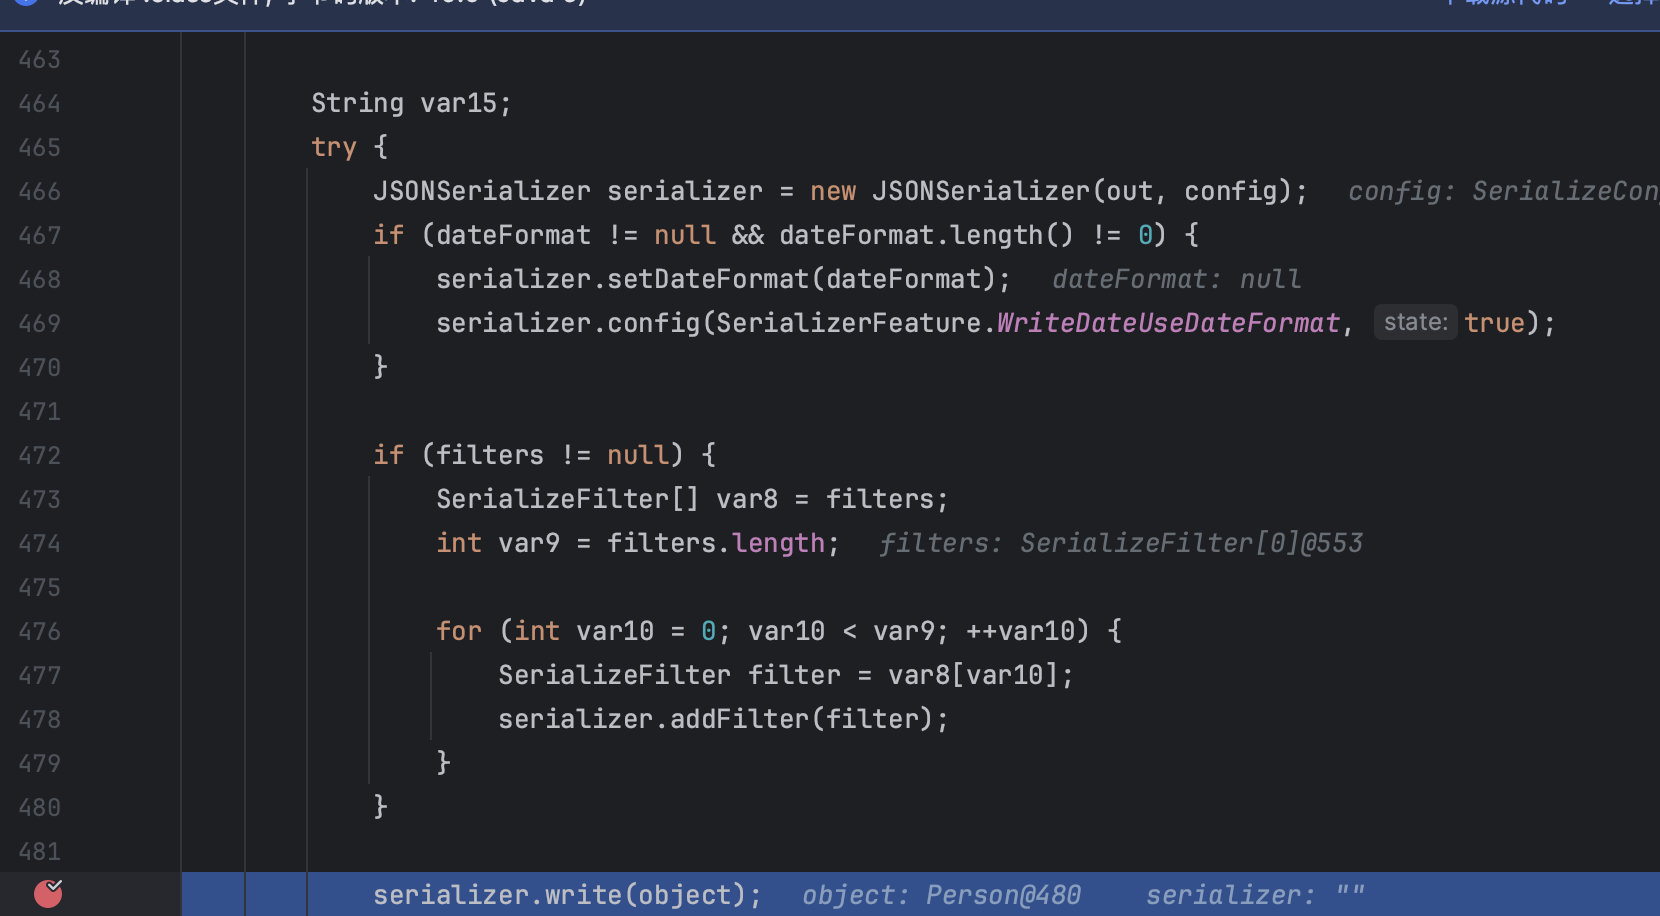 463
464 String var15;
465 try {
466 JSONSerializer serializer = new JSONSerializer(out, config); config: SerializeCon
467 if (dateFormat != null && dateFormat.length() != 0) {
468 serializer.setDateFormat(dateFormat); dateFormat: null
469 serializer.config(SerializerFeature.WriteDateUseDateFormat, state: true);
470 }
471
472 if (filters != null) {
473 SerializeFilter[] var8 = filters;
474 int var9 = filters.length; filters: SerializeFilter[0]@553
475
476 for (int var10 = 0; var10 < var9; ++var10) {
477 SerializeFilter filter = var8[var10];
478 serializer.addFilter(filter);
479 }
480 }
481
serializer.write(object); object: Person@480 serializer: ""